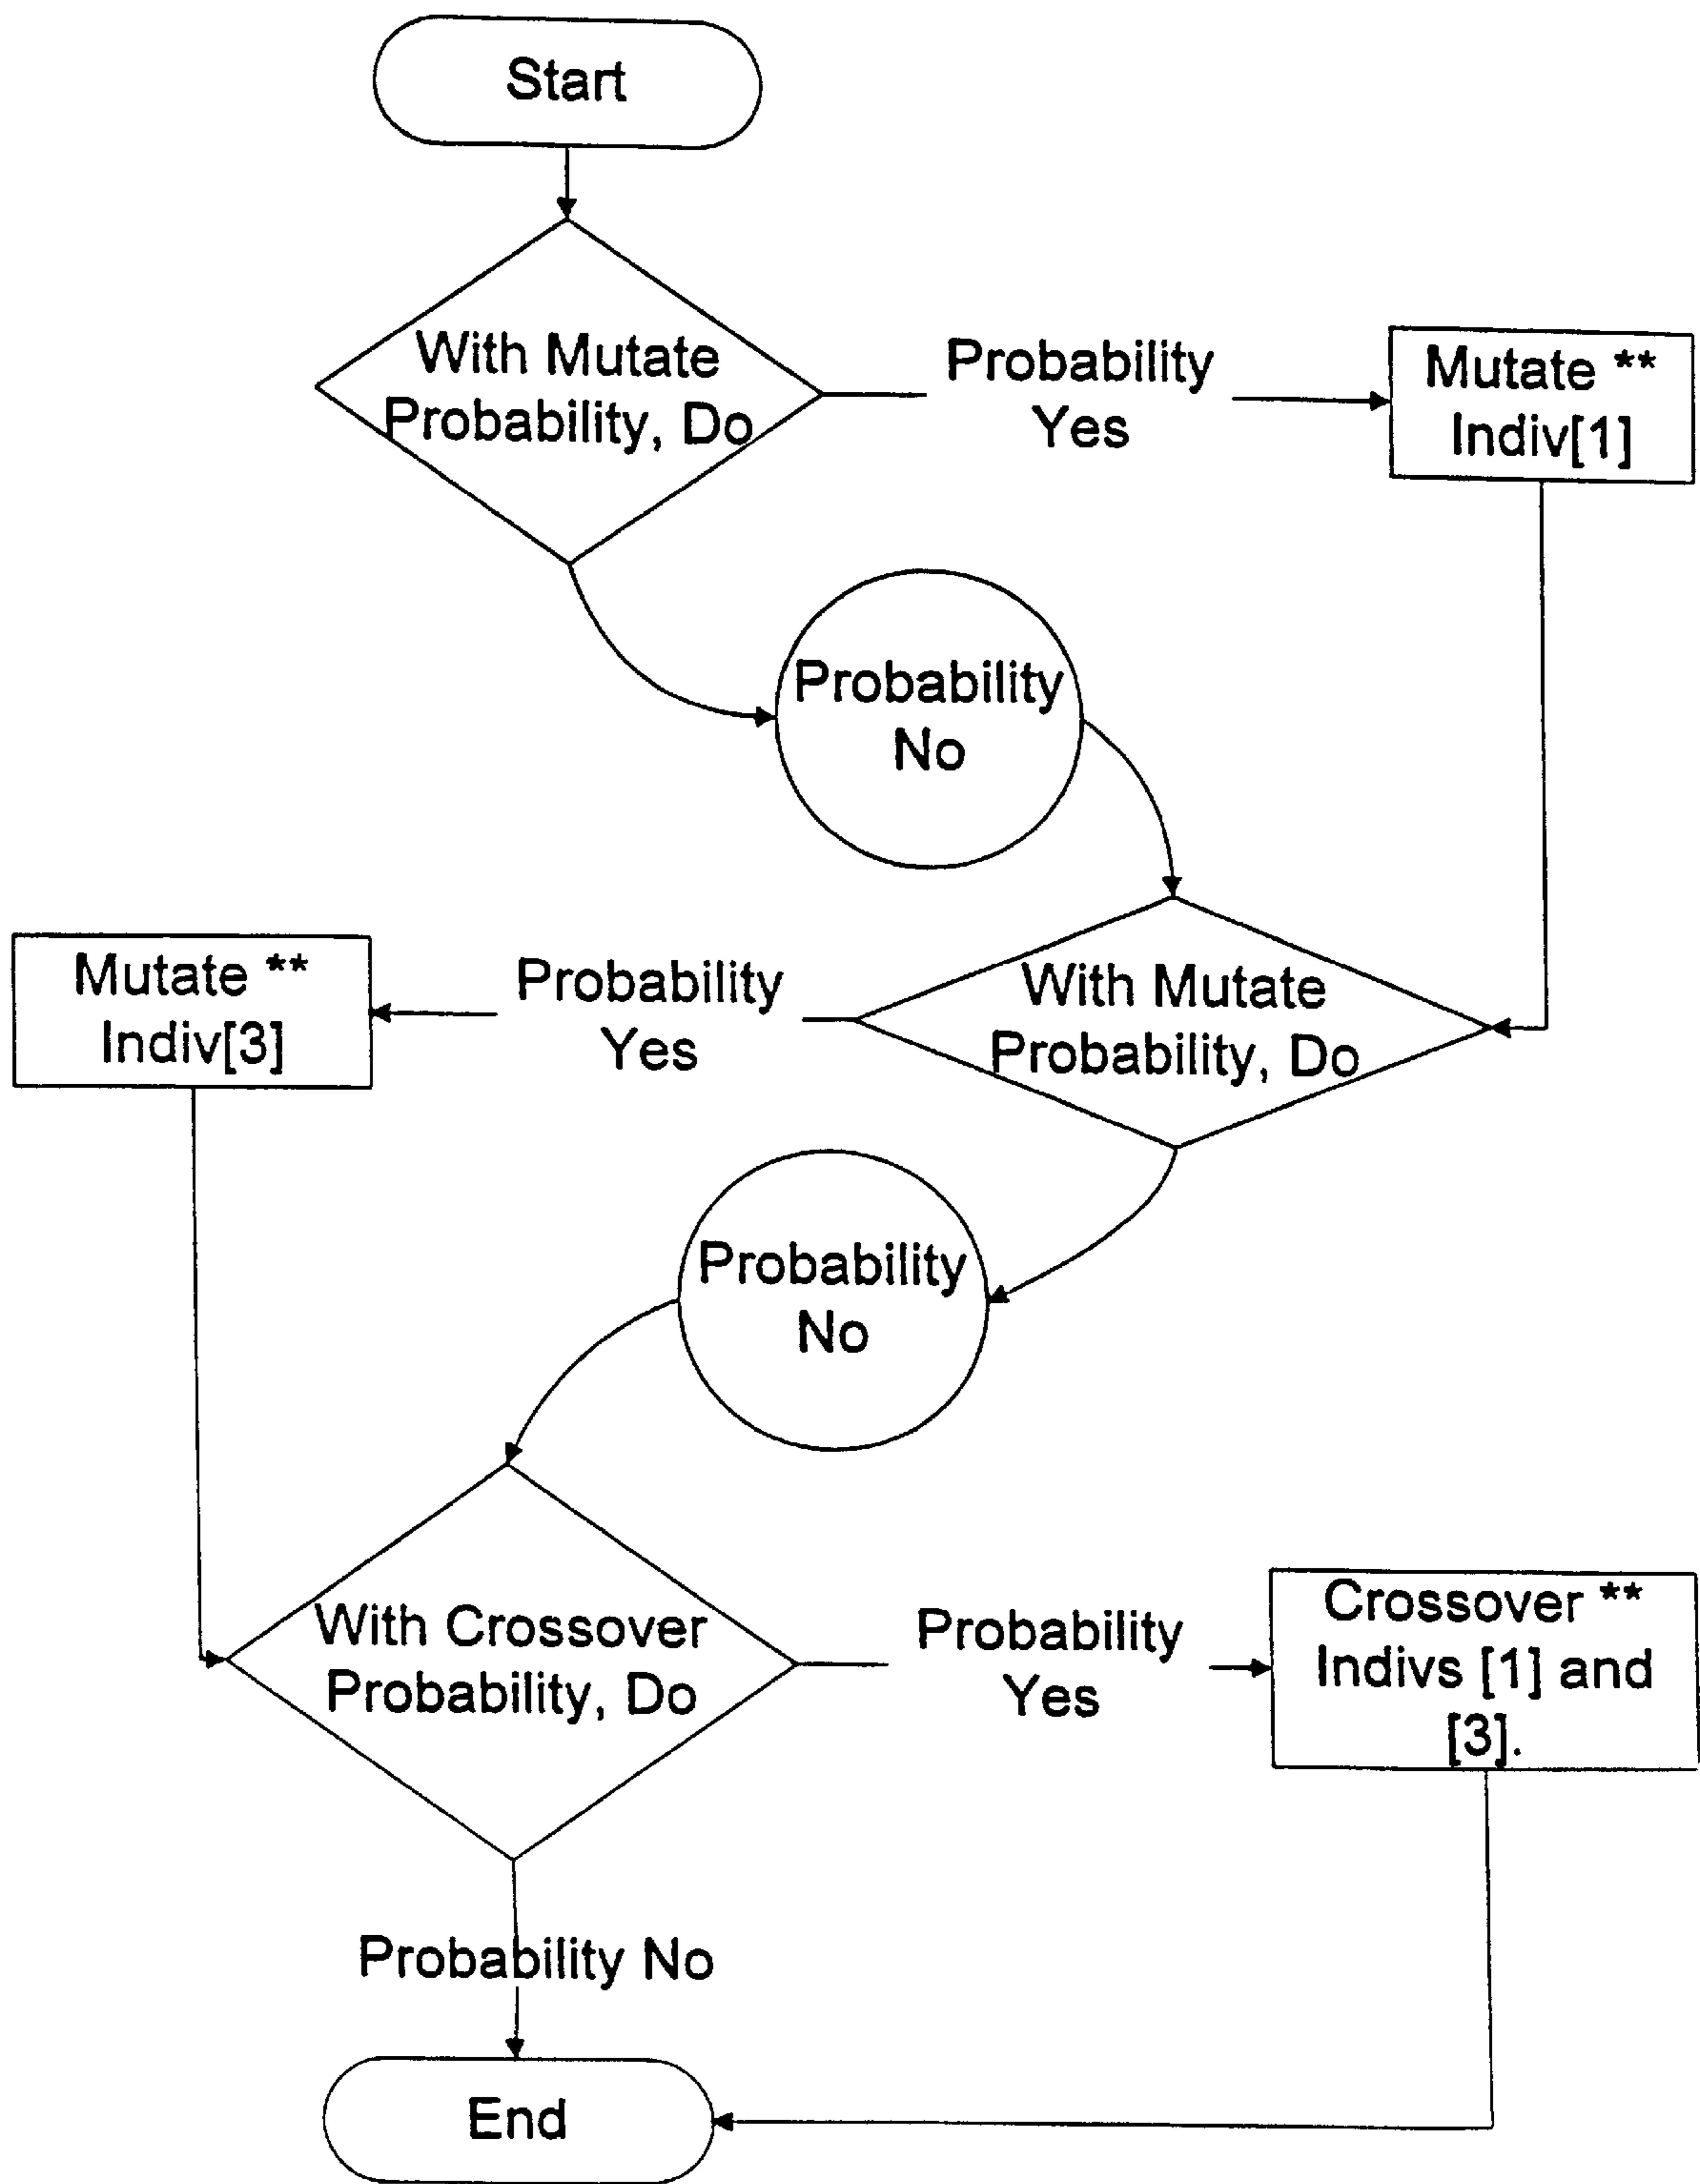 Start
With Mutate
Probability, Do
Probability
Yes
Mutate **
Indiv[1]
Probability
No
With Mutate
Probability, Do
Probability
Yes
Mutate **
Indiv[3]
Probability
No
With Crossover
Probability, Do
Probability
Yes
Crossover **
Indivs [1] and
[3].
Probability No
End